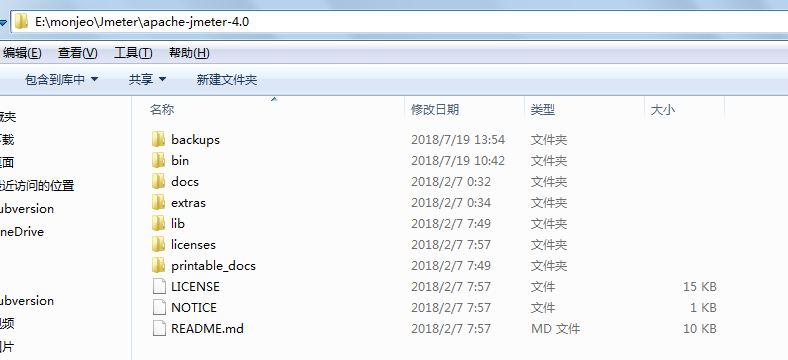 E:\monjeo\Jmeter\apache-jmeter-4.0
编辑(E) 查看(V) 工具(T) 帮助(H)
包含到库中 共享 新建文件夹
名称 修改日期 类型 大小
backups 2018/7/19 13:54 文件夹
bin 2018/7/19 10:42 文件夹
docs 2018/2/7 0:32 文件夹
extras 2018/2/7 0:34 文件夹
lib 2018/2/7 7:49 文件夹
licenses 2018/2/7 7:57 文件夹
printable_docs 2018/2/7 7:49 文件夹
LICENSE 2018/2/7 7:57 文件 15 KB
NOTICE 2018/2/7 7:57 文件 1 KB
README.md 2018/2/7 7:57 MD 文件 10 KB
藏夹
下载
桌面
最近访问的位置
ubversion
neDrive
ubversion
视频
图片